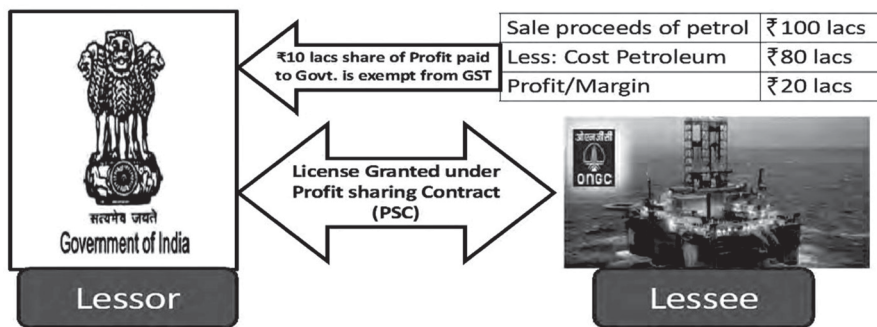 Sale proceeds of petrol ₹100 lacs
Less: Cost Petroleum ₹80 lacs
Profit/Margin ₹20 lacs
₹10 lacs share of Profit paid
to Govt. is exempt from GST
License Granted under
Profit sharing Contract
(PSC)
ओएनजीसी
ONGC
सत्यमेव जयते
Government of India
Lessor
Lessee